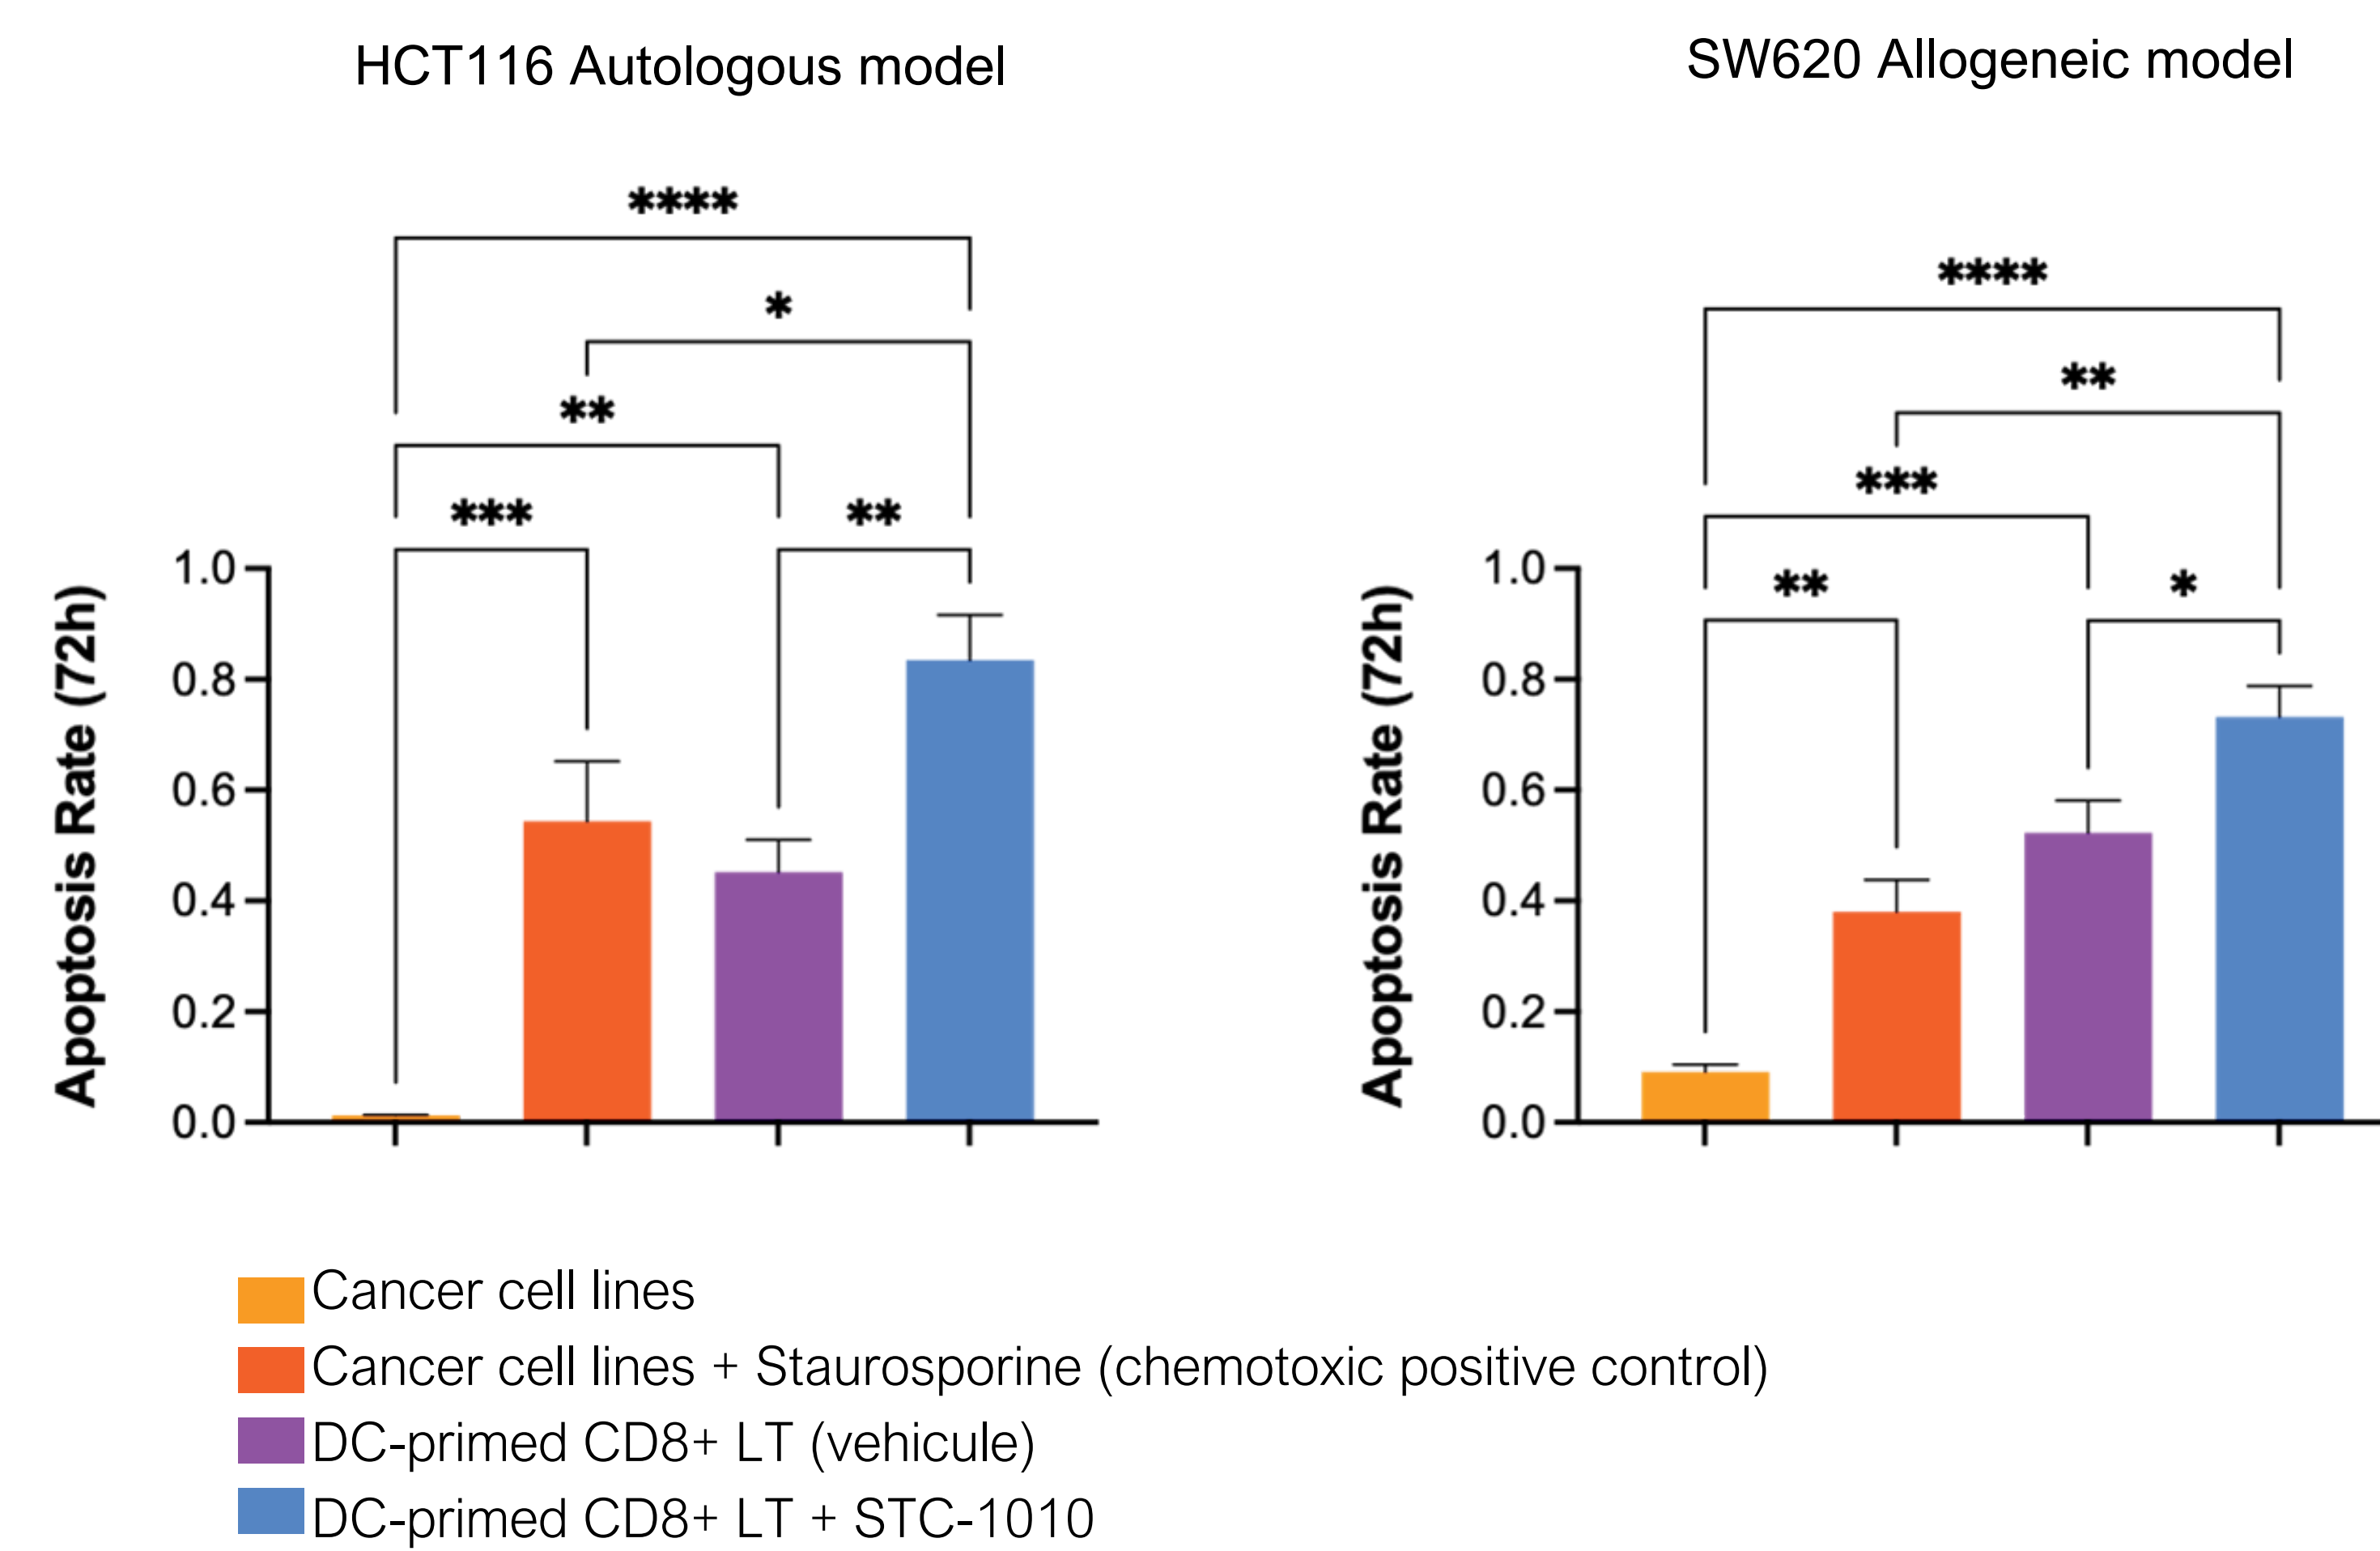 HCT116 Autologous model
SW620 Allogeneic model
****
*
**
***
**
1.0
0.8
0.6
0.4
0.2
0.0
Apoptosis Rate (72h)
****
**
***
**
*
1.0
0.8
0.6
0.4
0.2
0.0
Apoptosis Rate (72h)
Cancer cell lines
Cancer cell lines + Staurosporine (chemotoxic positive control)
DC-primed CD8+ LT (vehicule)
DC-primed CD8+ LT + STC-1010